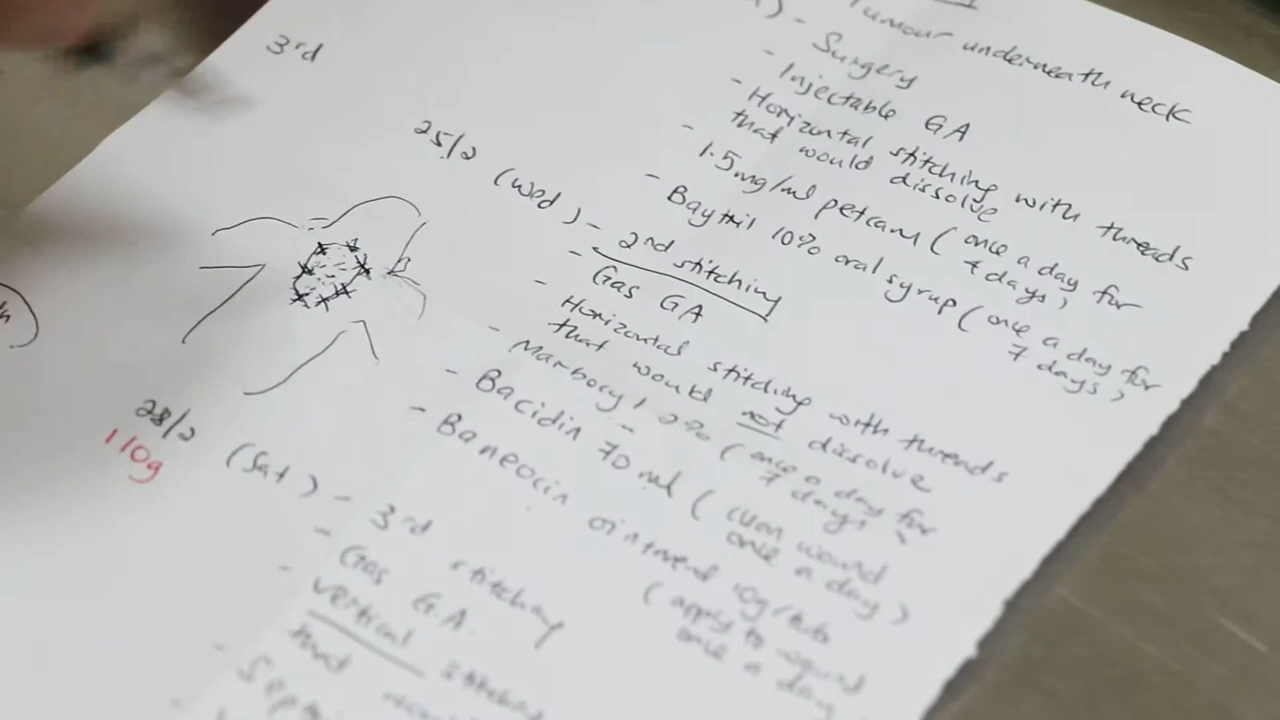 3rd
Tumour underneath neck
- Surgery
- Injectable GA
- Horizontal stitching with threads
that would dissolve
- 1.5mg/ml petcam (once a day for
4 days)
- Baytril 10% oral syrup (once a day for
7 days)
25/2 (Wed) - 2nd stitching
- Gas GA
- Horizontal stitching with threads
that would not dissolve
- Marbocyl 2% (once a day for
7 days)
- Bacidin 70 ml (clean wound
once a day)
- Baneocin ointment 10g/tube
(apply to wound
once a day
28/2 (Sat) - 3rd stitching
110g
- Gas G.A.
- vertical stitching
that